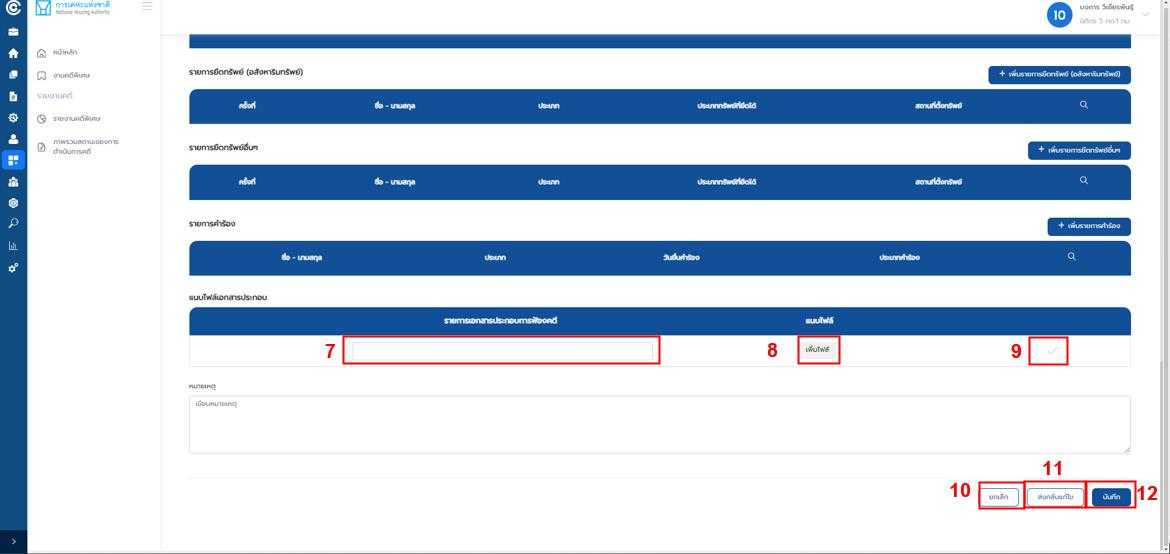 การเคหะแห่งชาติ
National Housing Authority
10
บงการ วิเชียรพันธุ์
นิติกร 5 กด.1 กม.
หน้าหลัก
งานคดีพิเศษ
รายงานคดี
รายงานคดีพิเศษ
ภาพรวมสถานะของการ
ดำเนินการคดี
รายการยึดทรัพย์ (อสังหาริมทรัพย์)
+ เพิ่มรายการยึดทรัพย์ (อสังหาริมทรัพย์)
ครั้งที่ ชื่อ - นามสกุล ประเภท ประเภททรัพย์ที่ยึดได้ สถานที่ตั้งทรัพย์
รายการยึดทรัพย์อื่นๆ
+ เพิ่มรายการยึดทรัพย์อื่นๆ
ครั้งที่ ชื่อ - นามสกุล ประเภท ประเภททรัพย์ที่ยึดได้ สถานที่ตั้งทรัพย์
รายการคำร้อง
+ เพิ่มรายการคำร้อง
ชื่อ - นามสกุล ประเภท วันยื่นคำร้อง ประเภทคำร้อง
แนบไฟล์เอกสารประกอบ
รายการเอกสารประกอบการฟ้องคดี แนบไฟล์
7 8 เพิ่มไฟล์ 9
หมายเหตุ
เขียนหมายเหตุ
11
10 ยกเลิก ส่งกลับแก้ไข บันทึก 12